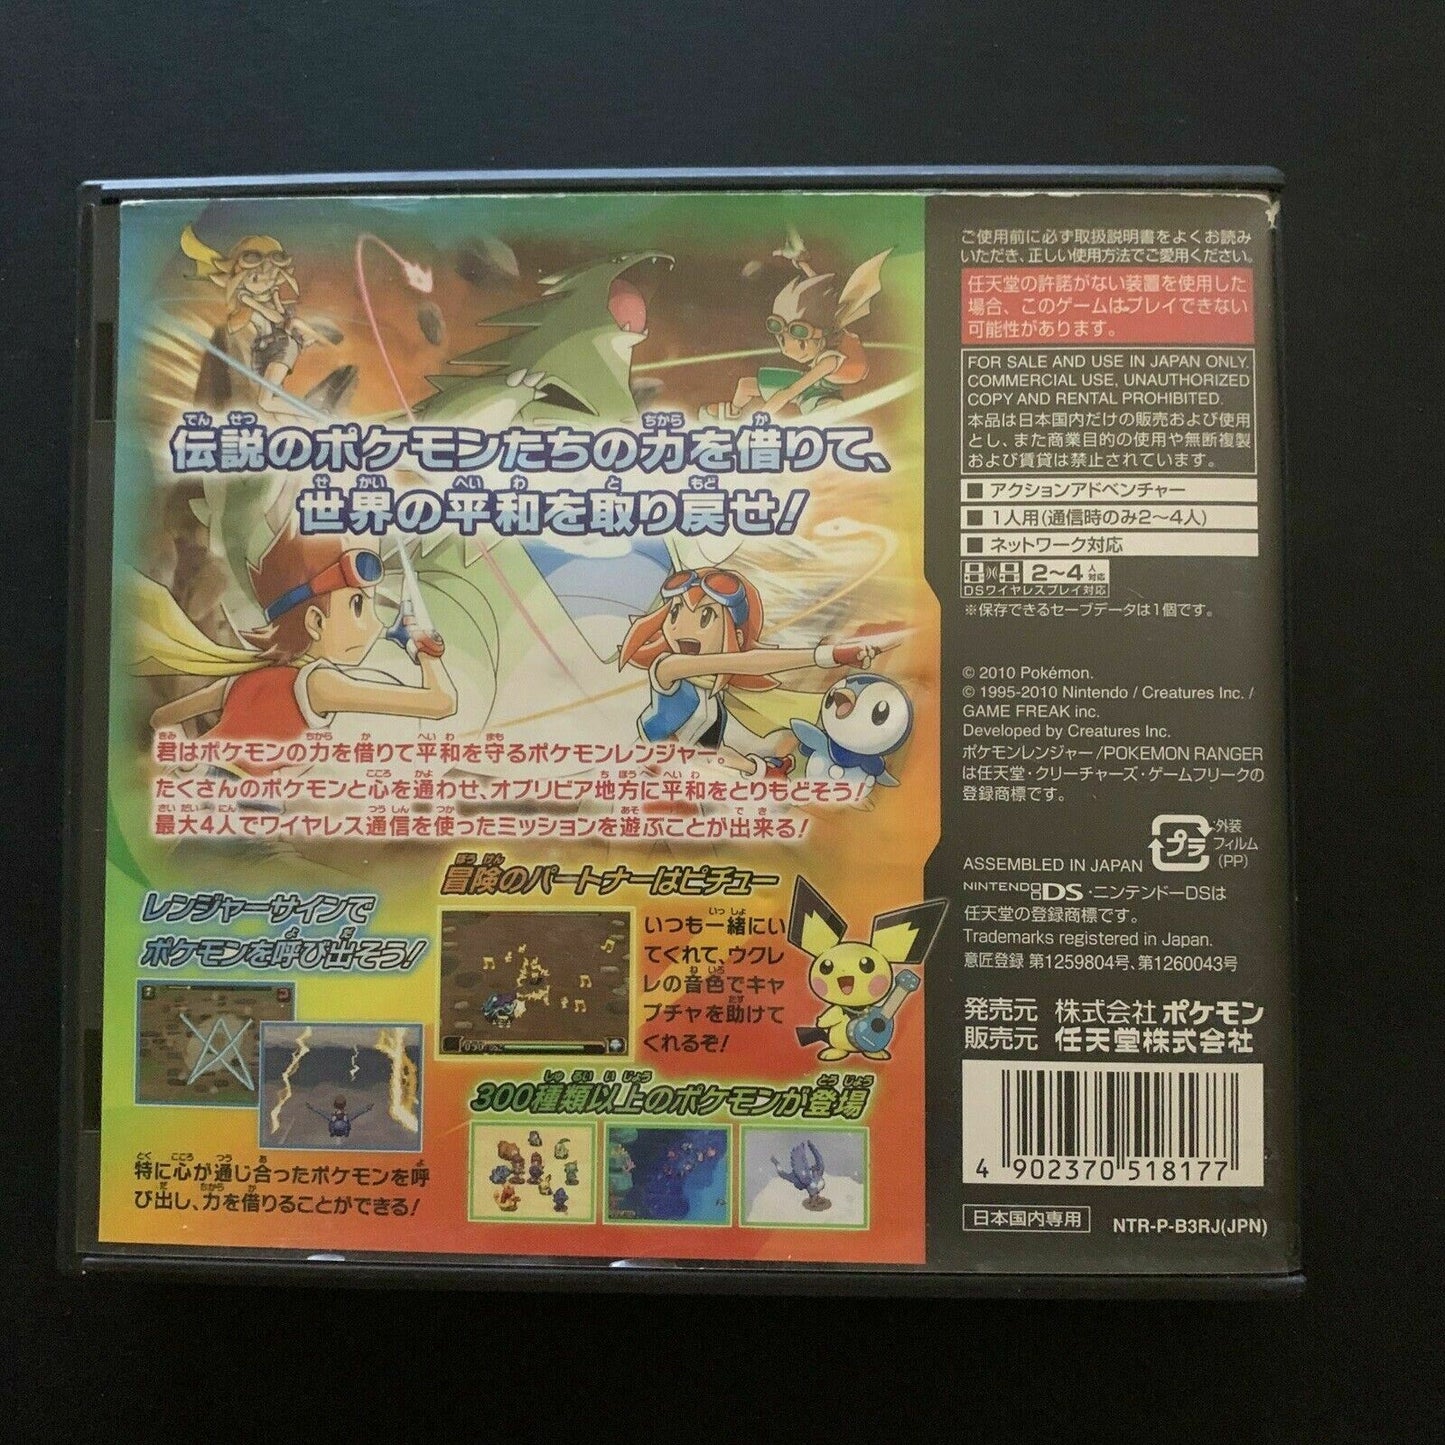 伝説のポケモンたちの力を借りて、
世界の平和を取り戻せ!
君はポケモンの力を借りて平和を守るポケモンレンジャー。
たくさんのポケモンと心を通わせ、オブリビア地方に平和をとりもどそう!
最大4人でワイヤレス通信を使ったミッションを遊ぶことが出来る!
レンジャーサインで
ポケモンを呼び出そう!
特に心が通じ合ったポケモンを呼
び出し、力を借りることができる!
冒険のパートナーはピチュー
いつも一緒にい
てくれて、ウクレ
レの音色でキャ
プチャを助けて
くれるぞ!
300種類以上のポケモンが登場
ご使用前に必ず取扱説明書をよくお読み
いただき、正しい使用方法でご愛用ください。
任天堂の許諾がない装置を使用した
場合、このゲームはプレイできない
可能性があります。
FOR SALE AND USE IN JAPAN ONLY.
COMMERCIAL USE, UNAUTHORIZED
COPY AND RENTAL PROHIBITED.
本品は日本国内だけの販売および使用
とし、また商業目的の使用や無断複製
および賃貸は禁止されています。
■ アクションアドベンチャー
■ 1人用(通信時のみ2〜4人)
■ ネットワーク対応
2〜4人対応
DSワイヤレスプレイ対応
※保存できるセーブデータは1個です。
© 2010 Pokémon.
© 1995-2010 Nintendo / Creatures Inc. /
GAME FREAK inc.
Developed by Creatures Inc.
ポケモンレンジャー/POKEMON RANGER
は任天堂・クリーチャーズ・ゲームフリークの
登録商標です。
プラ
外装
フィルム
(PP)
ASSEMBLED IN JAPAN
NINTENDO DS・ニンテンドーDSは
任天堂の登録商標です。
Trademarks registered in Japan.
意匠登録 第1259804号、第1260043号
発売元 株式会社ポケモン
販売元 任天堂株式会社
4 902370 518177
日本国内専用 NTR-P-B3RJ(JPN)